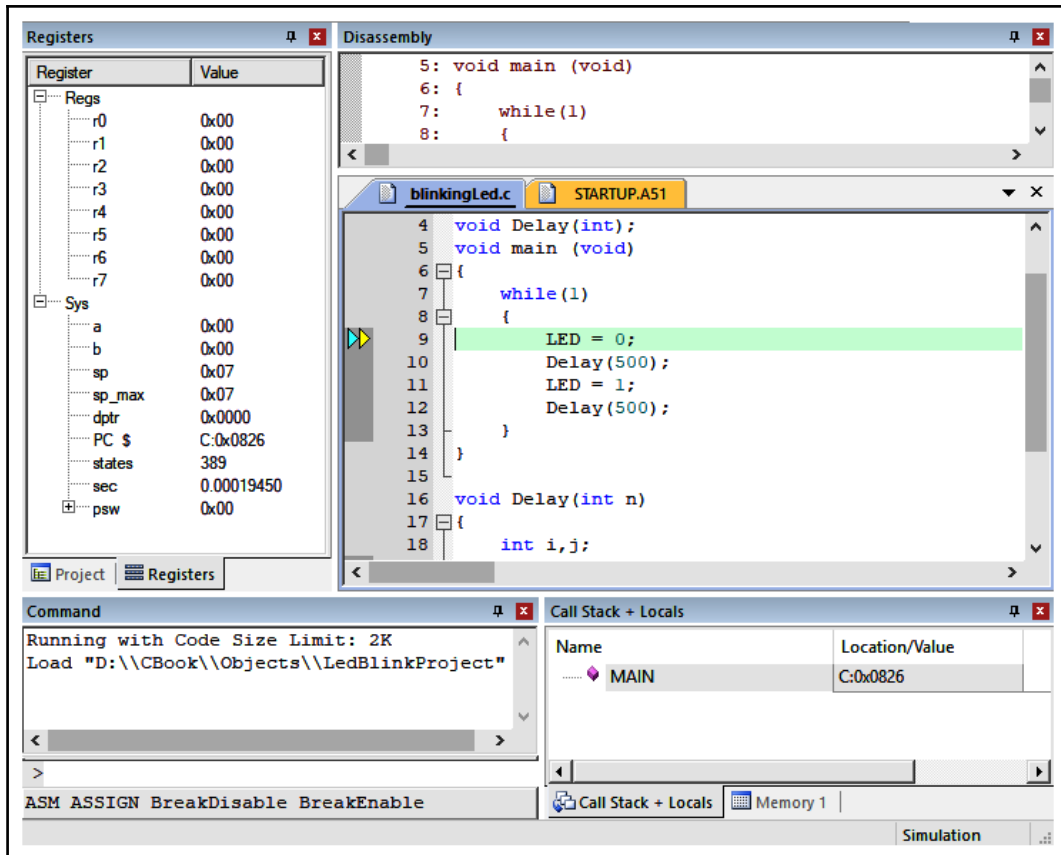 Registers
Register Value
Regs
r0 0x00
r1 0x00
r2 0x00
r3 0x00
r4 0x00
r5 0x00
r6 0x00
r7 0x00
Sys
a 0x00
b 0x00
sp 0x07
sp_max 0x07
dptr 0x0000
PC $ C:0x0826
states 389
sec 0.00019450
psw 0x00
Project Registers
Disassembly
5: void main (void)
6: {
7: while(1)
8: {
blinkingLed.c STARTUP.A51
4 void Delay(int);
5 void main (void)
6 {
7 while(1)
8 {
9 LED = 0;
10 Delay(500);
11 LED = 1;
12 Delay(500);
13 }
14 }
15
16 void Delay(int n)
17 {
18 int i,j;
Command
Running with Code Size Limit: 2K
Load "D:\\CBook\\Objects\\LedBlinkProject"
>
ASM ASSIGN BreakDisable BreakEnable
Call Stack + Locals
Name Location/Value
MAIN C:0x0826
Call Stack + Locals Memory 1
Simulation